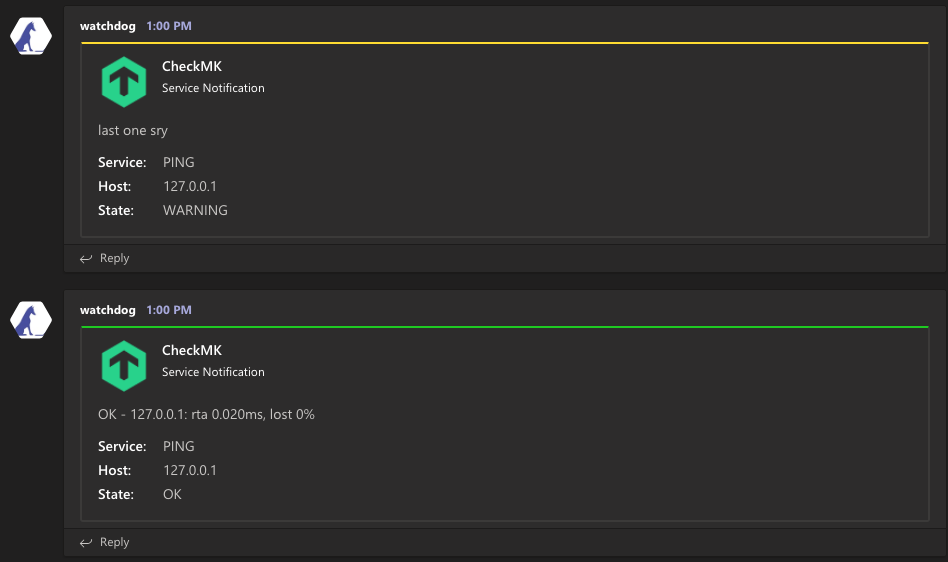 watchdog 1:00 PM
CheckMK
Service Notification
last one sry
Service: PING
Host: 127.0.0.1
State: WARNING
Reply
watchdog 1:00 PM
CheckMK
Service Notification
OK - 127.0.0.1: rta 0.020ms, lost 0%
Service: PING
Host: 127.0.0.1
State: OK
Reply